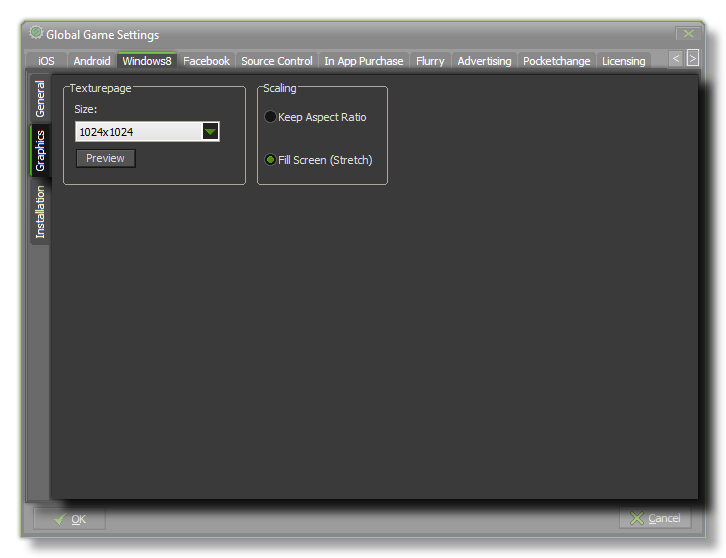 Global Game Settings
iOS Android Windows8 Facebook Source Control In App Purchase Flurry Advertising Pocketchange Licensing < >
General
Graphics
Installation
Texturepage
Size:
1024x1024
Preview
Scaling
Keep Aspect Ratio
Fill Screen (Stretch)
OK
Cancel